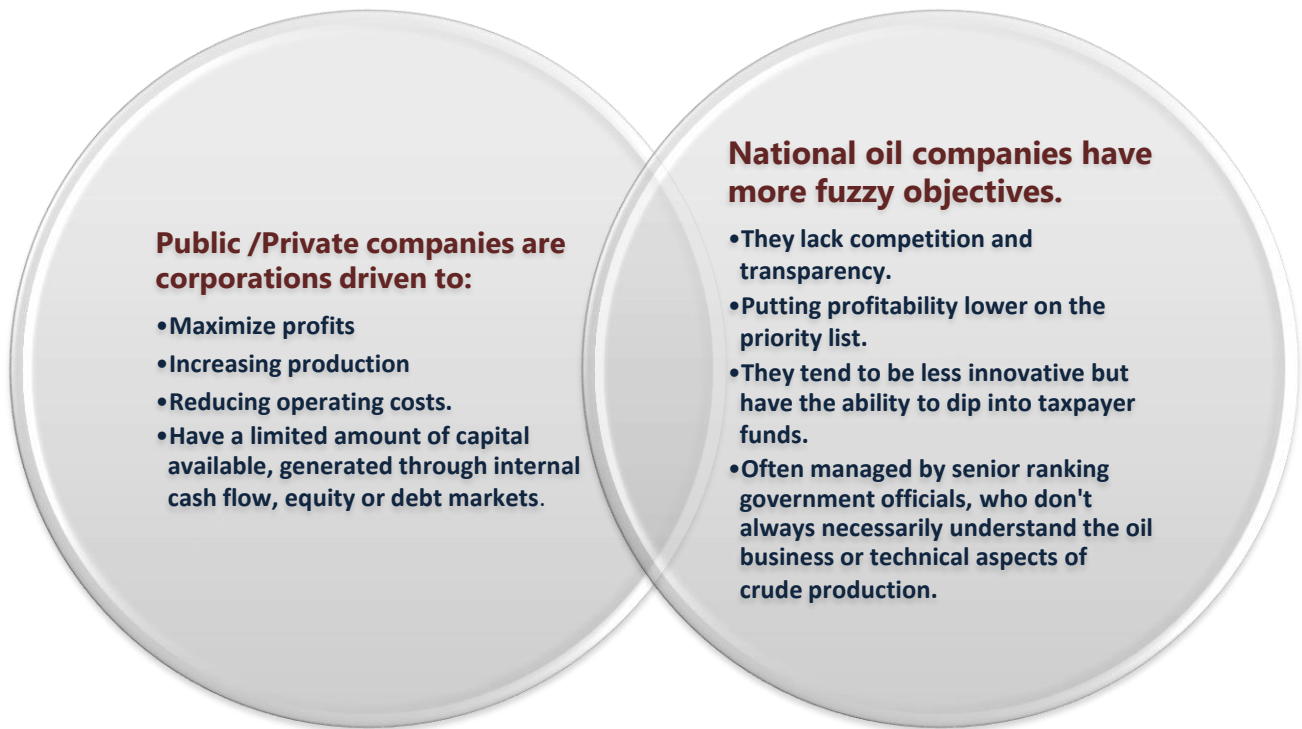 Public /Private companies are
corporations driven to:
•Maximize profits
•Increasing production
•Reducing operating costs.
•Have a limited amount of capital
available, generated through internal
cash flow, equity or debt markets.
National oil companies have
more fuzzy objectives.
•They lack competition and
transparency.
•Putting profitability lower on the
priority list.
•They tend to be less innovative but
have the ability to dip into taxpayer
funds.
•Often managed by senior ranking
government officials, who don't
always necessarily understand the oil
business or technical aspects of
crude production.